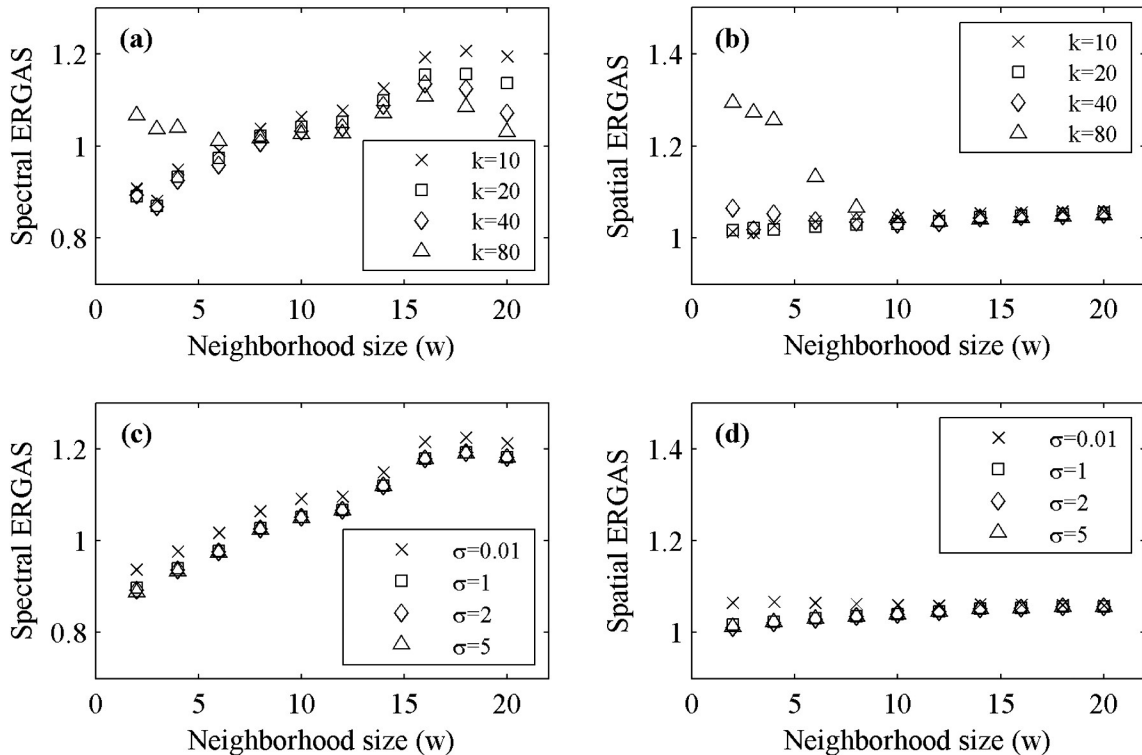 (a)
Spectral ERGAS
1.2
1
0.8
0 5 10 15 20
Neighborhood size (w)
k=10
k=20
k=40
k=80
(b)
Spatial ERGAS
1.4
1.2
1
0 5 10 15 20
Neighborhood size (w)
k=10
k=20
k=40
k=80
(c)
Spectral ERGAS
1.2
1
0.8
0 5 10 15 20
Neighborhood size (w)
σ=0.01
σ=1
σ=2
σ=5
(d)
Spatial ERGAS
1.4
1.2
1
0 5 10 15 20
Neighborhood size (w)
σ=0.01
σ=1
σ=2
σ=5